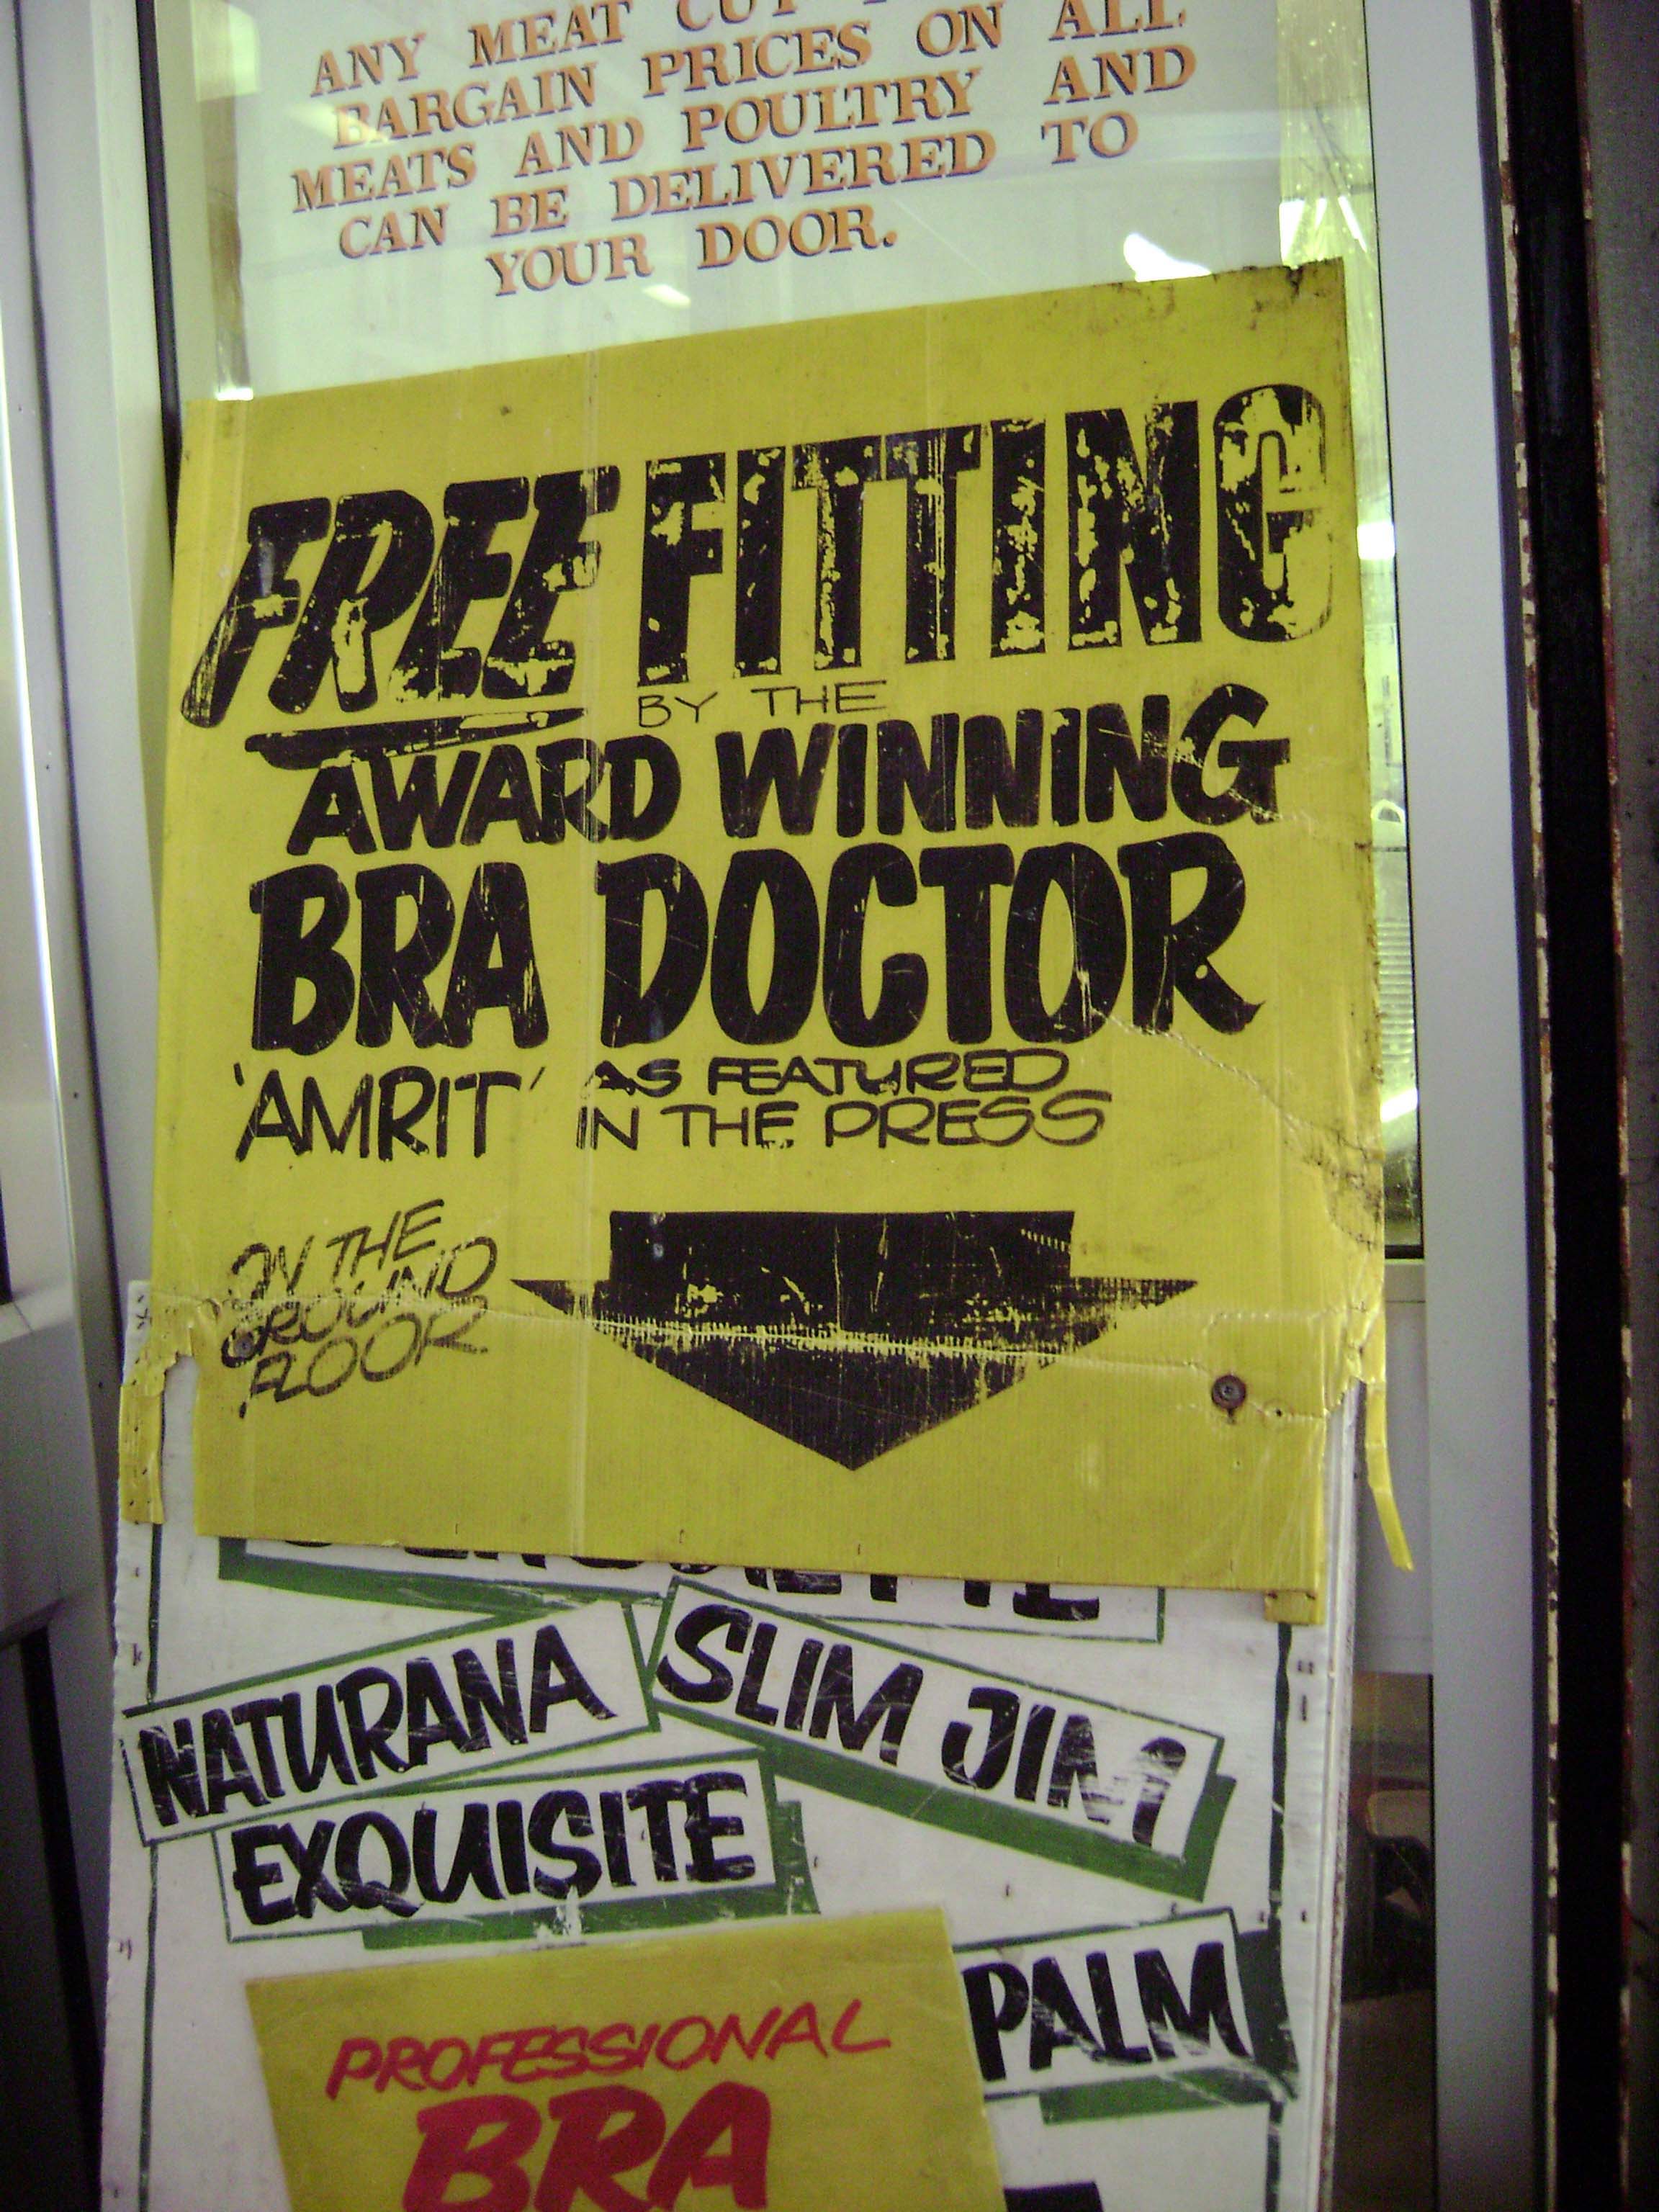 ANY MEAT CUT
BARGAIN PRICES ON ALL
MEATS AND POULTRY AND
CAN BE DELIVERED TO
YOUR DOOR.
FREE FITTING
BY THE
AWARD WINNING
BRA DOCTOR
'AMRIT' AS FEATURED
IN THE PRESS
ON THE
GROUND
FLOOR
NATURANA
SLIM JIM
EXQUISITE
PALM
PROFESSIONAL
BRA